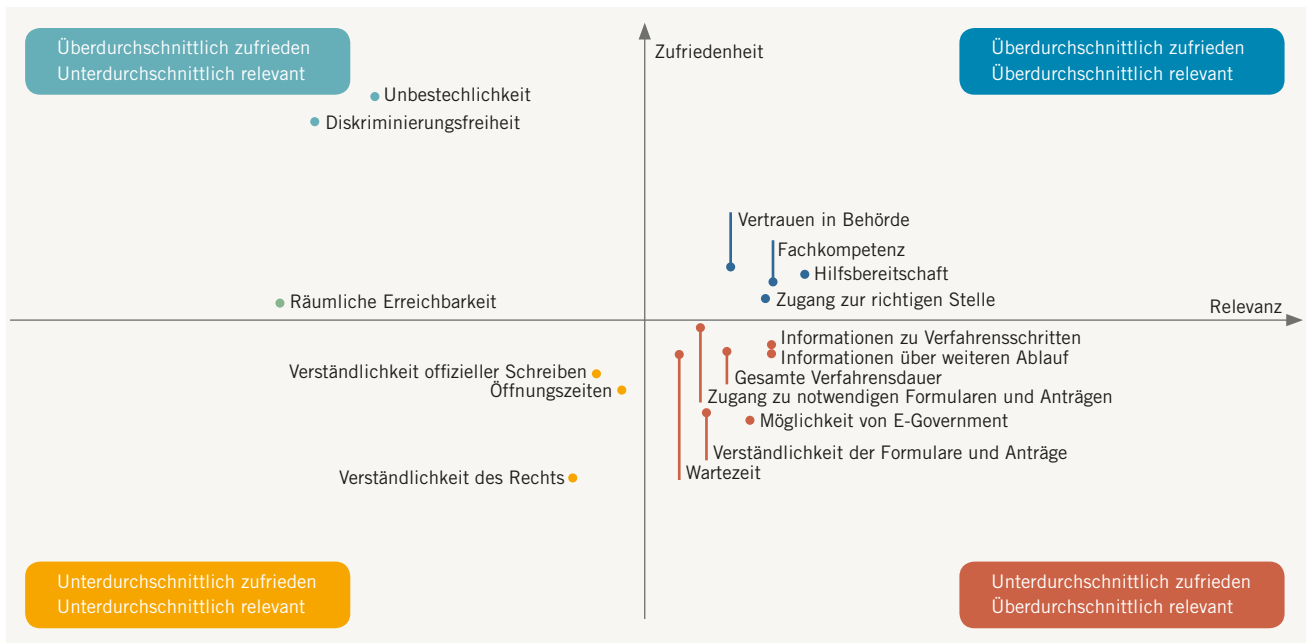 Überdurchschnittlich zufrieden
Unterdurchschnittlich relevant
Zufriedenheit
Überdurchschnittlich zufrieden
Überdurchschnittlich relevant
Unbestechlichkeit
Diskriminierungsfreiheit
Vertrauen in Behörde
Fachkompetenz
Hilfsbereitschaft
Zugang zur richtigen Stelle
Räumliche Erreichbarkeit
Relevanz
Informationen zu Verfahrensschritten
Informationen über weiteren Ablauf
Verständlichkeit offizieller Schreiben
Gesamte Verfahrensdauer
Öffnungszeiten
Zugang zu notwendigen Formularen und Anträgen
Möglichkeit von E-Government
Verständlichkeit der Formulare und Anträge
Wartezeit
Verständlichkeit des Rechts
Unterdurchschnittlich zufrieden
Unterdurchschnittlich relevant
Unterdurchschnittlich zufrieden
Überdurchschnittlich relevant